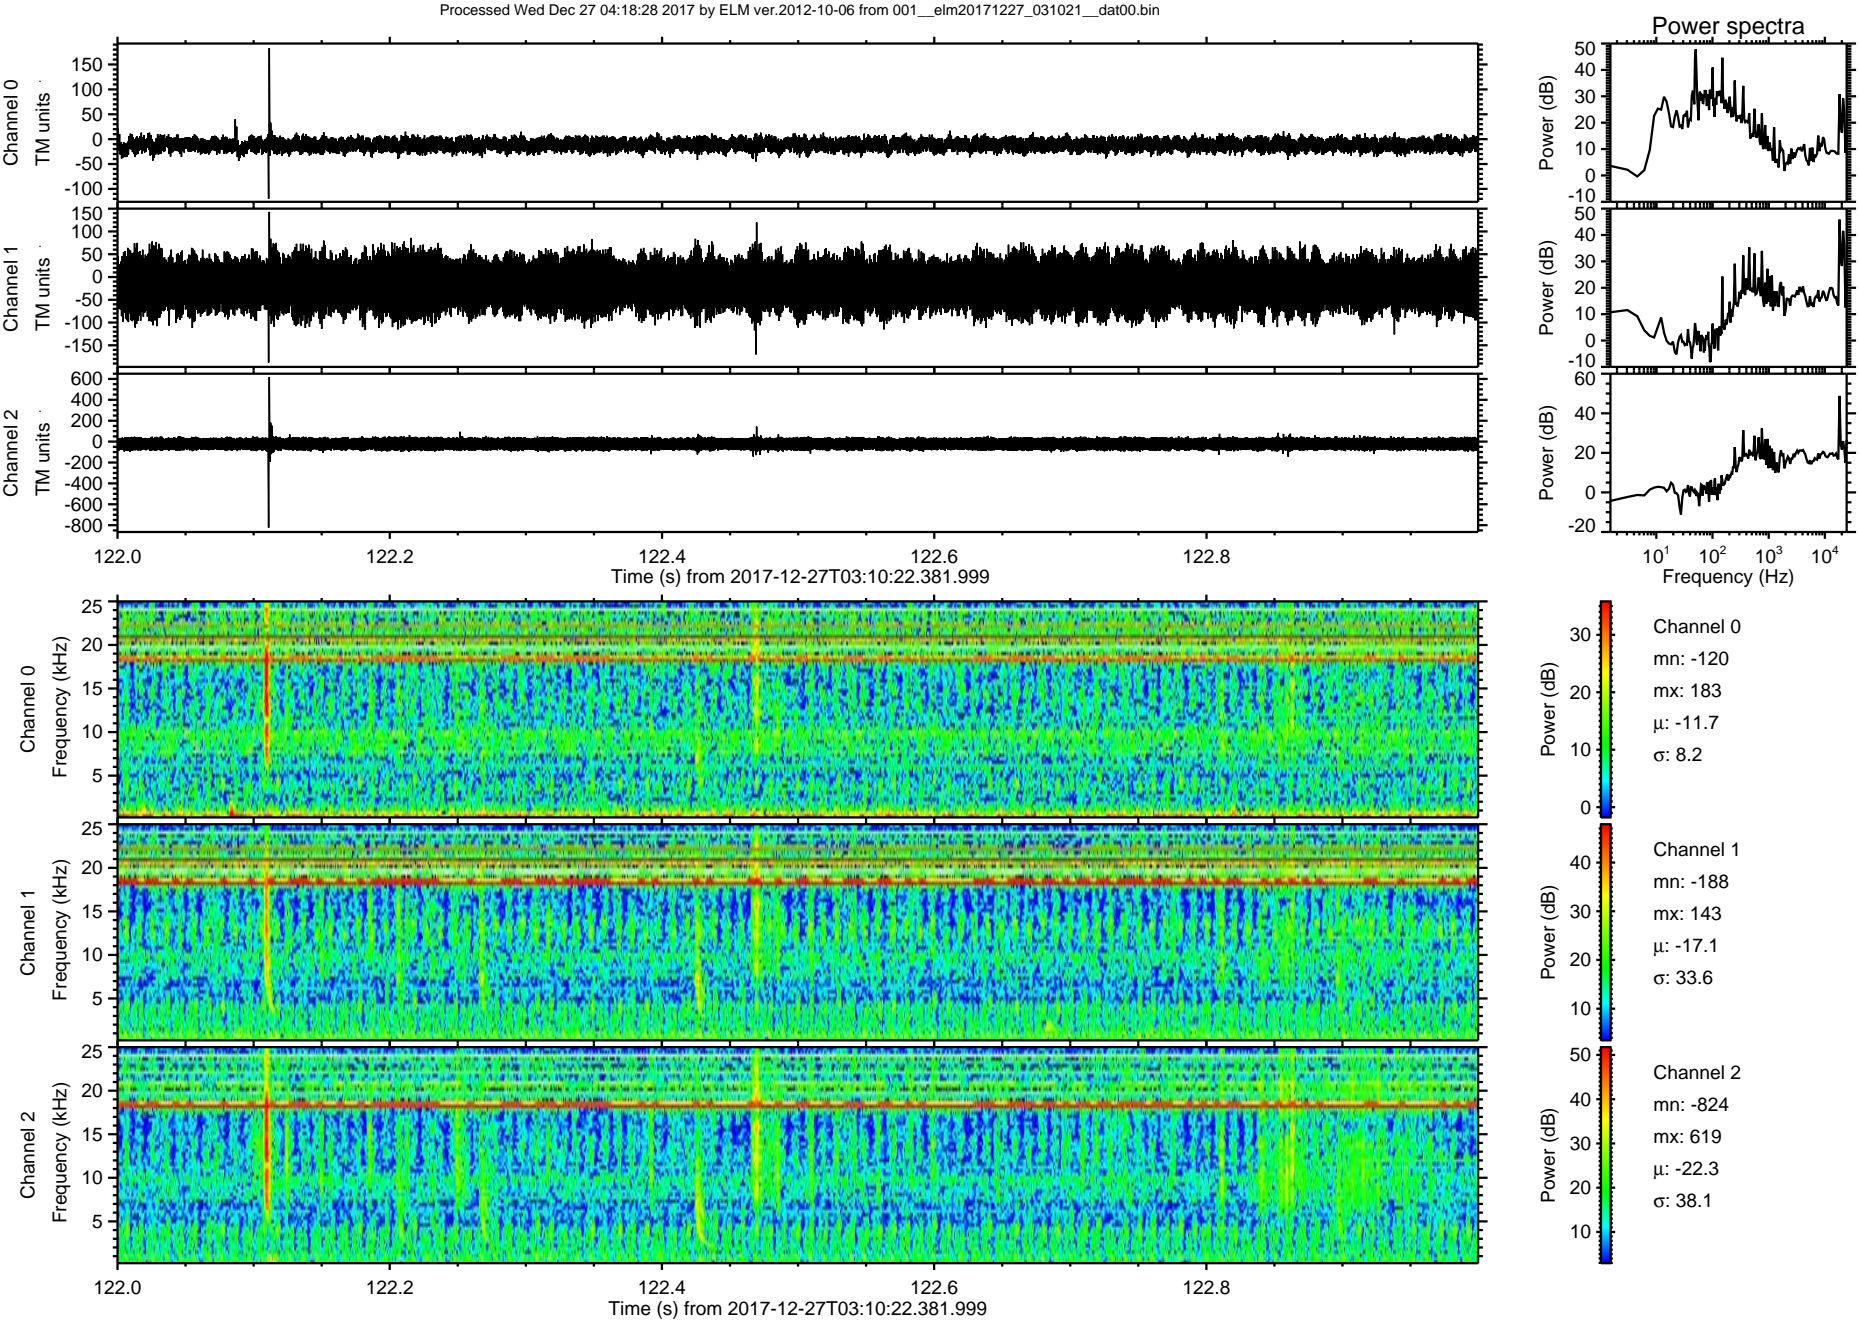 Processed Wed Dec 27 04:18:28 2017 by ELM ver.2012-10-06 from 001__elm20171227_031021__dat00.bin
Power spectra
Channel 0
TM units
150
100
50
0
-50
-100
Power (dB)
50
40
30
20
10
0
-10
Channel 1
TM units
150
100
50
0
-50
-100
-150
Power (dB)
50
40
30
20
10
0
-10
Channel 2
TM units
600
400
200
0
-200
-400
-600
-800
Power (dB)
60
40
20
0
-20
122.0 122.2 122.4 122.6 122.8
Time (s) from 2017-12-27T03:10:22.381.999
10¹ 10² 10³ 10⁴
Frequency (Hz)
Channel 0
Frequency (kHz)
25
20
15
10
5
Power (dB)
30
20
10
0
Channel 0
mn: -120
mx: 183
μ: -11.7
σ: 8.2
Channel 1
Frequency (kHz)
25
20
15
10
5
Power (dB)
40
30
20
10
Channel 1
mn: -188
mx: 143
μ: -17.1
σ: 33.6
Channel 2
Frequency (kHz)
25
20
15
10
5
Power (dB)
50
40
30
20
10
Channel 2
mn: -824
mx: 619
μ: -22.3
σ: 38.1
122.0 122.2 122.4 122.6 122.8
Time (s) from 2017-12-27T03:10:22.381.999